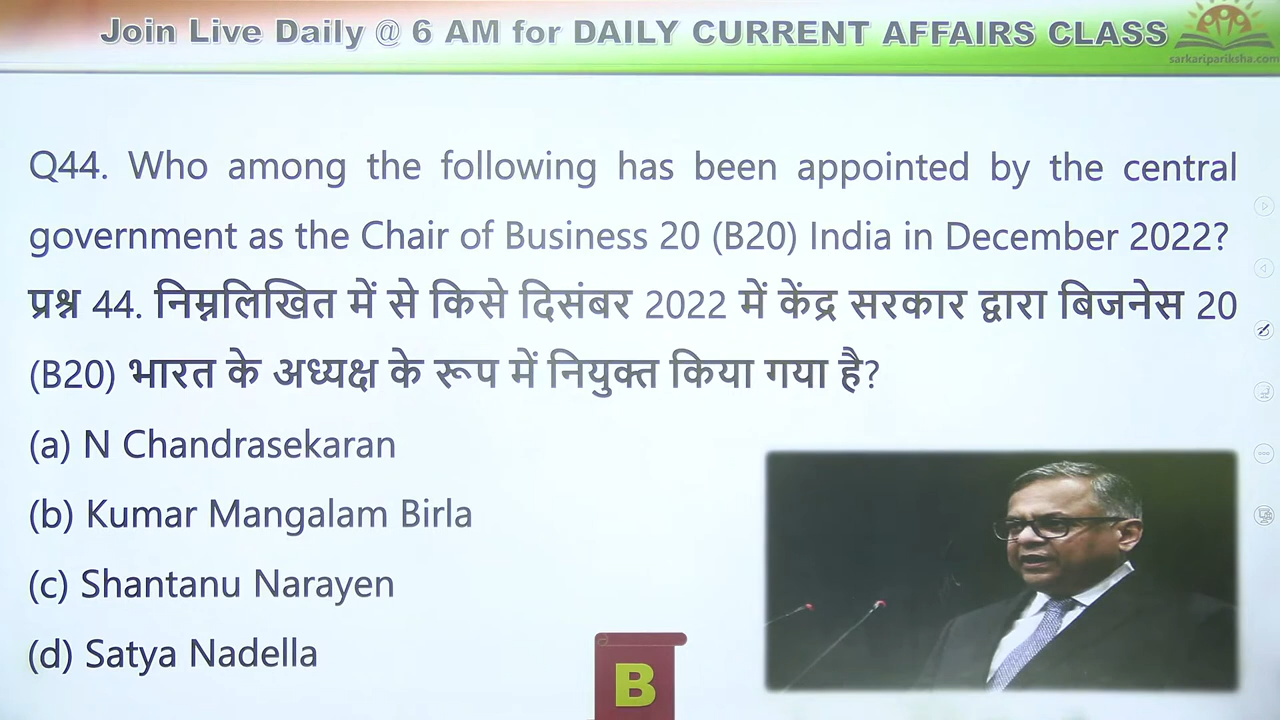 Join Live Daily @ 6 AM for DAILY CURRENT AFFAIRS CLASS
sarkaripariksha.com
Q44. Who among the following has been appointed by the central
government as the Chair of Business 20 (B20) India in December 2022?
प्रश्न 44. निम्नलिखित में से किसे दिसंबर 2022 में केंद्र सरकार द्वारा बिजनेस 20
(B20) भारत के अध्यक्ष के रूप में नियुक्त किया गया है?
(a) N Chandrasekaran
(b) Kumar Mangalam Birla
(c) Shantanu Narayen
(d) Satya Nadella
B